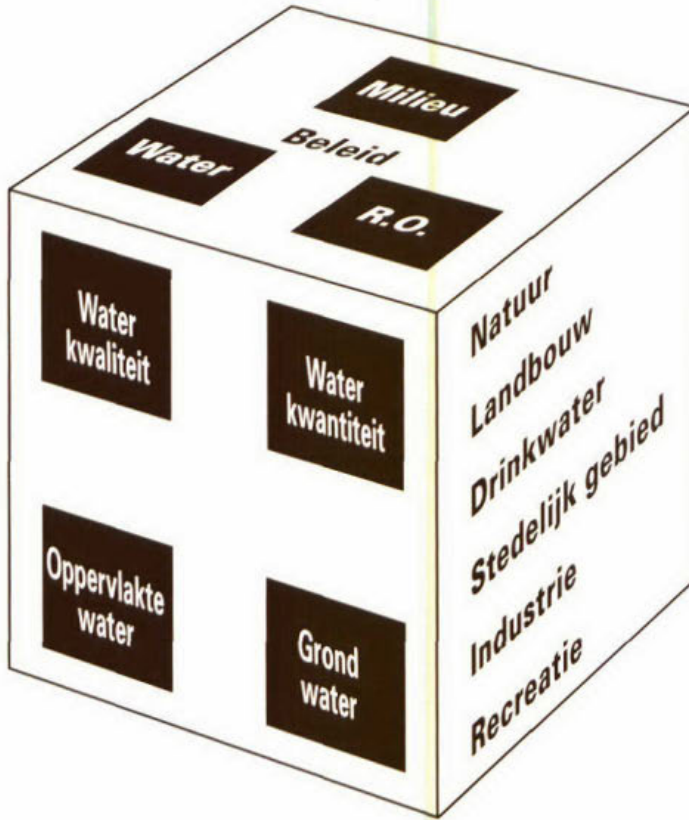 Milieu
Beleid
Water
R.O.
Water
kwaliteit
Water
kwantiteit
Oppervlakte
water
Grond
water
Natuur
Landbouw
Drinkwater
Stedelijk gebied
Industrie
Recreatie